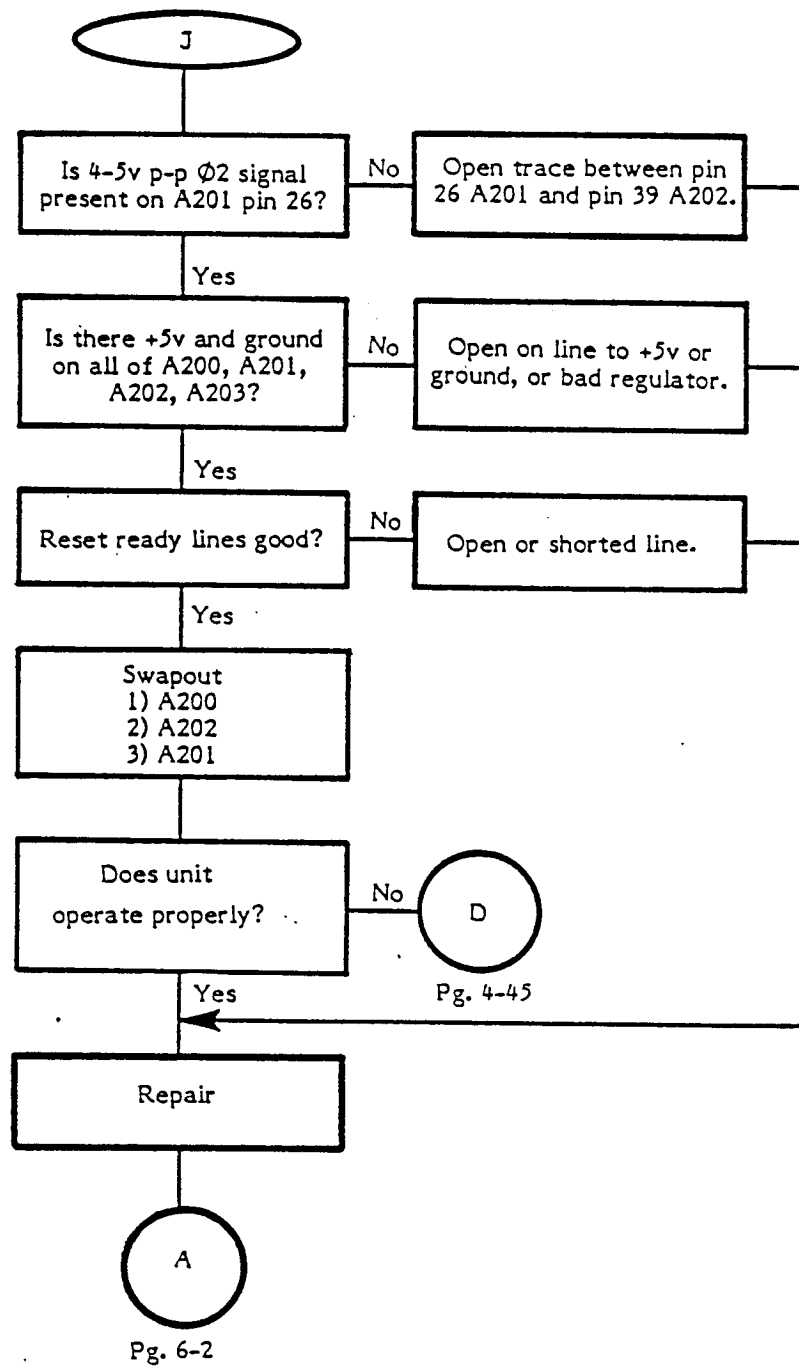 J
Is 4-5v p-p Ø2 signal
present on A201 pin 26?
No
Open trace between pin
26 A201 and pin 39 A202.
Yes
Is there +5v and ground
on all of A200, A201,
A202, A203?
No
Open on line to +5v or
ground, or bad regulator.
Yes
Reset ready lines good?
No
Open or shorted line.
Yes
Swapout
1) A200
2) A202
3) A201
Does unit
operate properly?
No
D
Pg. 4-45
Yes
Repair
A
Pg. 6-2